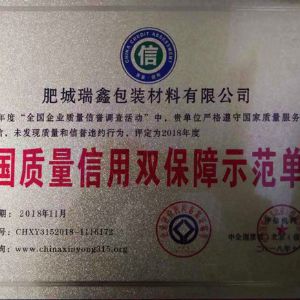 CHINA CREDIT ASSESSMENT
信
肥城瑞鑫包装材料有限公司
年度“全国企业质量信誉调查活动”中，贵单位严格遵守国家质量服务
未发现质量和信誉违约行为，评定为2018年度
国质量信用双保障示范单
期：2018年11月
号：CHXY3152018-1116172
www.chinaxinyong315.org